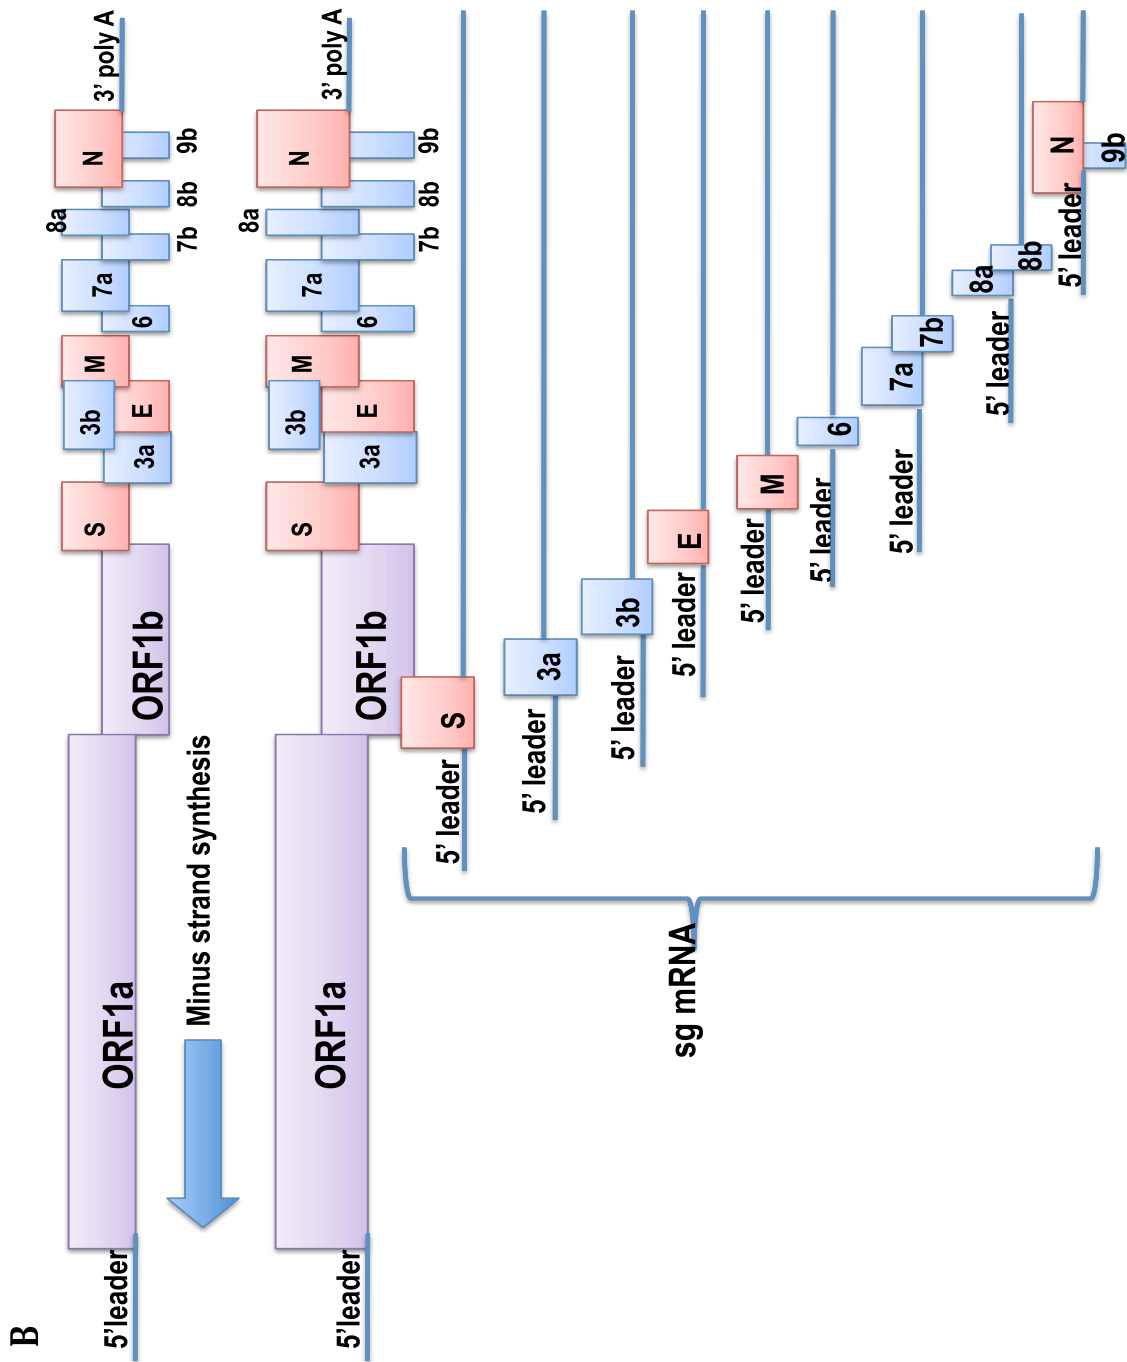 B
5'leader
ORF1a
ORF1b
S
3a
3b
E
M
6
7a
7b
8a
8b
N
9b
3' poly A
Minus strand synthesis
5'leader
ORF1a
ORF1b
S
3a
3b
E
M
6
7a
7b
8a
8b
N
9b
3' poly A
sg mRNA
5' leader
S
5' leader
3a
5' leader
3b
5' leader
E
5' leader
M
5' leader
6
5' leader
7a
7b
5' leader
8a
8b
5' leader
N
9b